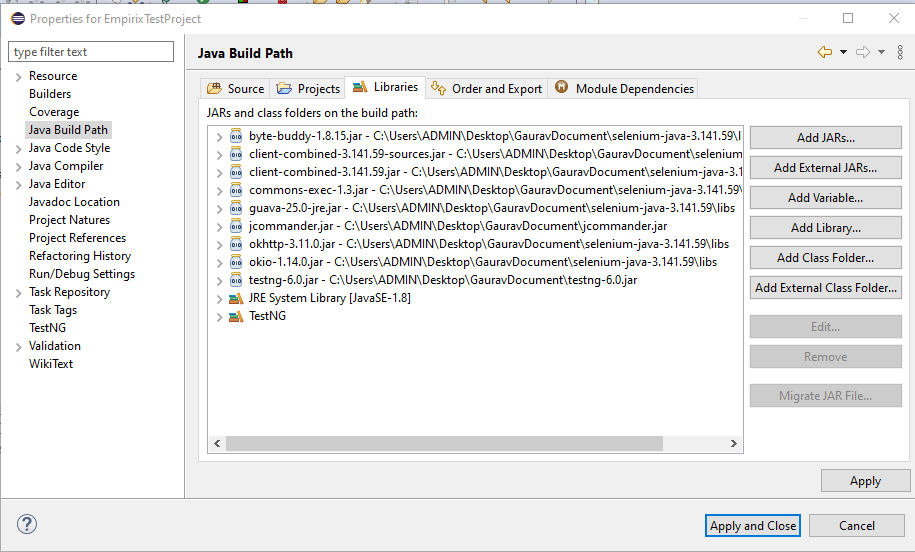 Properties for EmpirixTestProject
type filter text
Resource
Builders
Coverage
Java Build Path
Java Code Style
Java Compiler
Java Editor
Javadoc Location
Project Natures
Project References
Refactoring History
Run/Debug Settings
Task Repository
Task Tags
TestNG
Validation
WikiText
Java Build Path
Source Projects Libraries Order and Export Module Dependencies
JARs and class folders on the build path:
byte-buddy-1.8.15.jar - C:\Users\ADMIN\Desktop\GauravDocument\selenium-java-3.141.59\l
client-combined-3.141.59-sources.jar - C:\Users\ADMIN\Desktop\GauravDocument\selenium
client-combined-3.141.59.jar - C:\Users\ADMIN\Desktop\GauravDocument\selenium-java-3.1
commons-exec-1.3.jar - C:\Users\ADMIN\Desktop\GauravDocument\selenium-java-3.141.59\
guava-25.0-jre.jar - C:\Users\ADMIN\Desktop\GauravDocument\selenium-java-3.141.59\libs
jcommander.jar - C:\Users\ADMIN\Desktop\GauravDocument\jcommander.jar
okhttp-3.11.0.jar - C:\Users\ADMIN\Desktop\GauravDocument\selenium-java-3.141.59\libs
okio-1.14.0.jar - C:\Users\ADMIN\Desktop\GauravDocument\selenium-java-3.141.59\libs
testng-6.0.jar - C:\Users\ADMIN\Desktop\GauravDocument\testng-6.0.jar
JRE System Library [JavaSE-1.8]
TestNG
Add JARs...
Add External JARs...
Add Variable...
Add Library...
Add Class Folder...
Add External Class Folder...
Edit...
Remove
Migrate JAR File...
Apply
Apply and Close
Cancel